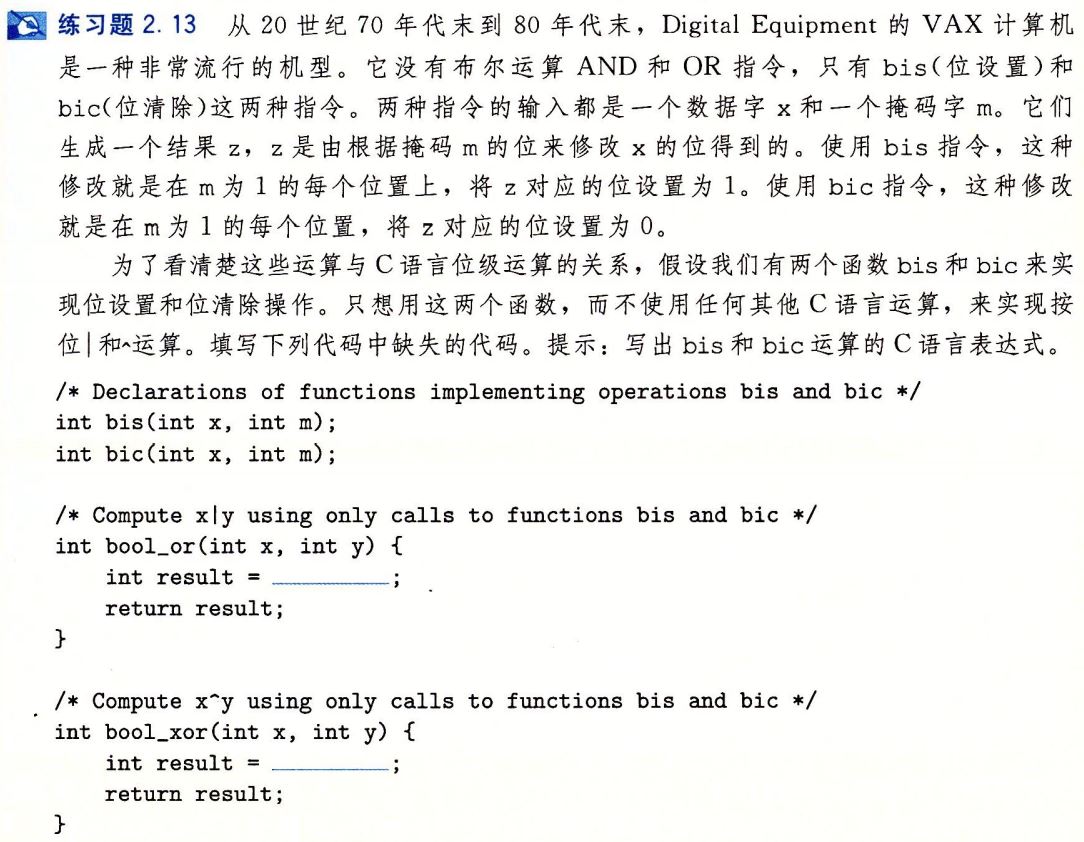 练习题 2.13 从 20 世纪 70 年代末到 80 年代末，Digital Equipment 的 VAX 计算机
是一种非常流行的机型。它没有布尔运算 AND 和 OR 指令，只有 bis(位设置)和
bic(位清除)这两种指令。两种指令的输入都是一个数据字 x 和一个掩码字 m。它们
生成一个结果 z，z 是由根据掩码 m 的位来修改 x 的位得到的。使用 bis 指令，这种
修改就是在 m 为 1 的每个位置上，将 z 对应的位设置为 1。使用 bic 指令，这种修改
就是在 m 为 1 的每个位置，将 z 对应的位设置为 0。
为了看清楚这些运算与 C 语言位级运算的关系，假设我们有两个函数 bis 和 bic 来实
现位设置和位清除操作。只想用这两个函数，而不使用任何其他 C 语言运算，来实现按
位|和^运算。填写下列代码中缺失的代码。提示：写出 bis 和 bic 运算的 C 语言表达式。
/* Declarations of functions implementing operations bis and bic */
int bis(int x, int m);
int bic(int x, int m);
/* Compute x|y using only calls to functions bis and bic */
int bool_or(int x, int y) {
int result = ________;
return result;
}
/* Compute x^y using only calls to functions bis and bic */
int bool_xor(int x, int y) {
int result = ________;
return result;
}